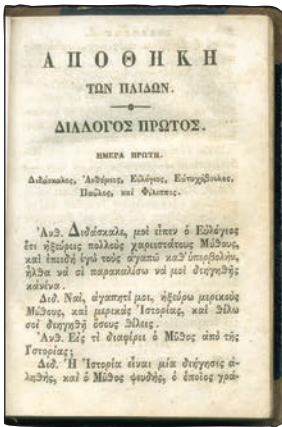 ΑΠΟΘΗΚΗ
ΤΩΝ ΠΑΙΔΩΝ.
ΔΙΑΛΟΓΟΣ ΠΡΩΤΟΣ.
ΗΜΕΡΑ ΠΡΩΤΗ.
Διδάσκαλος, Ἀνθέμιος, Εὐλόγιος, Εὐτυχόβουλος,
Παῦλος, καὶ Φίλιππος.
Ἀνθ. Διδάσκαλε, μοὶ εἶπεν ὁ Εὐλόγιος
ὅτι ἠξεύρεις πολλοὺς χαριεστάτους Μύθους,
καὶ ἐπειδὴ ἐγὼ τοὺς ἀγαπῶ καθ' ὑπερβολὴν,
ἦλθα νὰ σὲ παρακαλέσω νὰ μοὶ διηγηθῇς
κᾀνένα.
Διδ. Ναὶ, ἀγαπητέ μοι, ἠξεύρω μερικοὺς
Μύθους, καὶ μερικὰς Ἱστορίας, καὶ θέλω
σοὶ διηγηθῆ ὅσους θέλεις.
Ἀνθ. Εἰς τί διαφέρει ὁ Μῦθος ἀπὸ τῆς
Ἱστορίας;
Διδ. Ἡ Ἱστορία εἶναι μία διήγησις ἀ-
ληθὴς, καὶ ὁ Μῦθος ψευδὴς, ὁ ὁποῖος γρά-